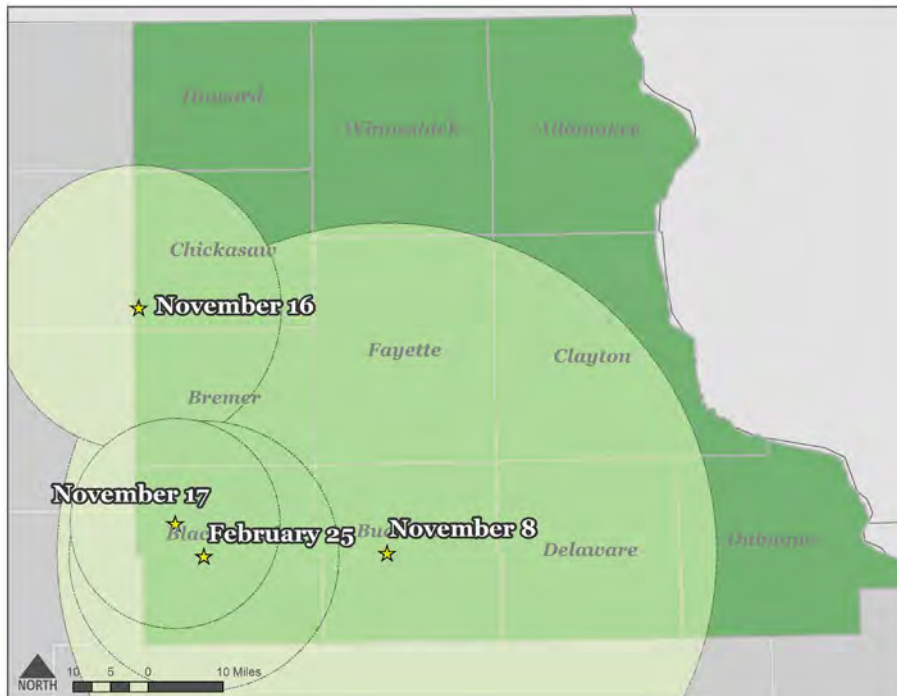 Howard
Winneshiek
Allamakee
Chickasaw
November 16
Fayette
Clayton
Bremer
November 17
February 25
November 8
Delaware
Dubuque
10 5 0 10 Miles
NORTH